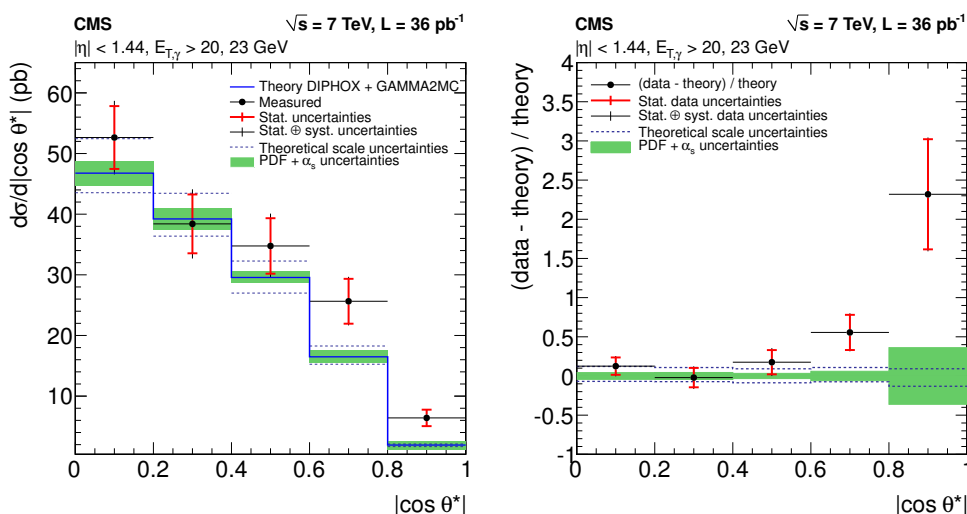 CMS
√s = 7 TeV, L = 36 pb⁻¹
|η| < 1.44, E_T,γ > 20, 23 GeV
dσ/d|cos θ*| (pb)
60
50
40
30
20
10
Theory DIPHOX + GAMMA2MC
Measured
Stat. uncertainties
Stat. ⊕ syst. uncertainties
Theoretical scale uncertainties
PDF + α_s uncertainties
0 0.2 0.4 0.6 0.8 1
|cos θ*|
CMS
√s = 7 TeV, L = 36 pb⁻¹
|η| < 1.44, E_T,γ > 20, 23 GeV
(data - theory) / theory
4
3.5
3
2.5
2
1.5
1
0.5
0
-0.5
-1
(data - theory) / theory
Stat. data uncertainties
Stat. ⊕ syst. data uncertainties
Theoretical scale uncertainties
PDF + α_s uncertainties
0 0.2 0.4 0.6 0.8 1
|cos θ*|